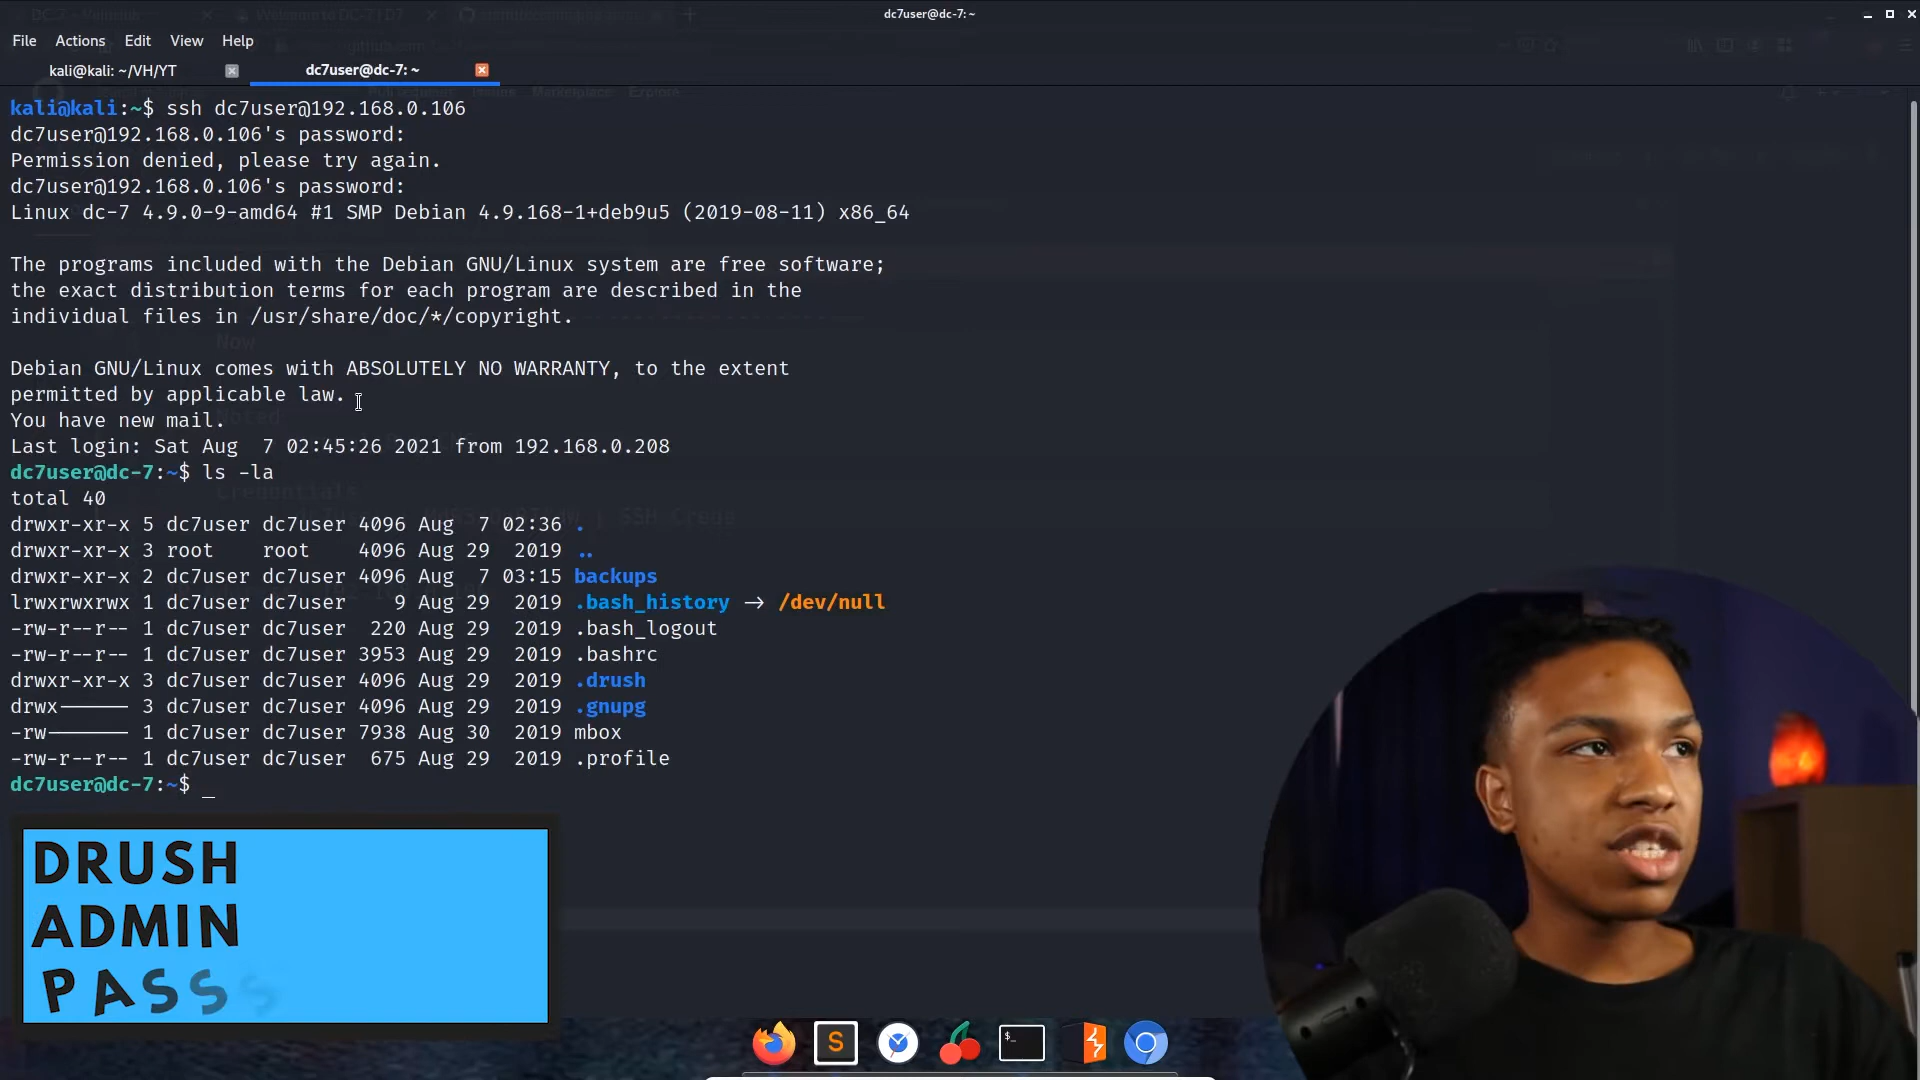 dc7user@dc-7: ~
File Actions Edit View Help
kali@kali: ~/VH/YT
dc7user@dc-7: ~
kali@kali:~$ ssh dc7user@192.168.0.106
dc7user@192.168.0.106's password:
Permission denied, please try again.
dc7user@192.168.0.106's password:
Linux dc-7 4.9.0-9-amd64 #1 SMP Debian 4.9.168-1+deb9u5 (2019-08-11) x86_64
The programs included with the Debian GNU/Linux system are free software;
the exact distribution terms for each program are described in the
individual files in /usr/share/doc/*/copyright.
Debian GNU/Linux comes with ABSOLUTELY NO WARRANTY, to the extent
permitted by applicable law.
You have new mail.
Last login: Sat Aug  7 02:45:26 2021 from 192.168.0.208
dc7user@dc-7:~$ ls -la
total 40
drwxr-xr-x 5 dc7user dc7user 4096 Aug  7 02:36 .
drwxr-xr-x 3 root    root    4096 Aug 29  2019 ..
drwxr-xr-x 2 dc7user dc7user 4096 Aug  7 03:15 backups
lrwxrwxrwx 1 dc7user dc7user    9 Aug 29  2019 .bash_history → /dev/null
-rw-r--r-- 1 dc7user dc7user  220 Aug 29  2019 .bash_logout
-rw-r--r-- 1 dc7user dc7user 3953 Aug 29  2019 .bashrc
drwxr-xr-x 3 dc7user dc7user 4096 Aug 29  2019 .drush
drwx------ 3 dc7user dc7user 4096 Aug 29  2019 .gnupg
-rw------- 1 dc7user dc7user 7938 Aug 30  2019 mbox
-rw-r--r-- 1 dc7user dc7user  675 Aug 29  2019 .profile
dc7user@dc-7:~$ _
DRUSH
ADMIN
PASS